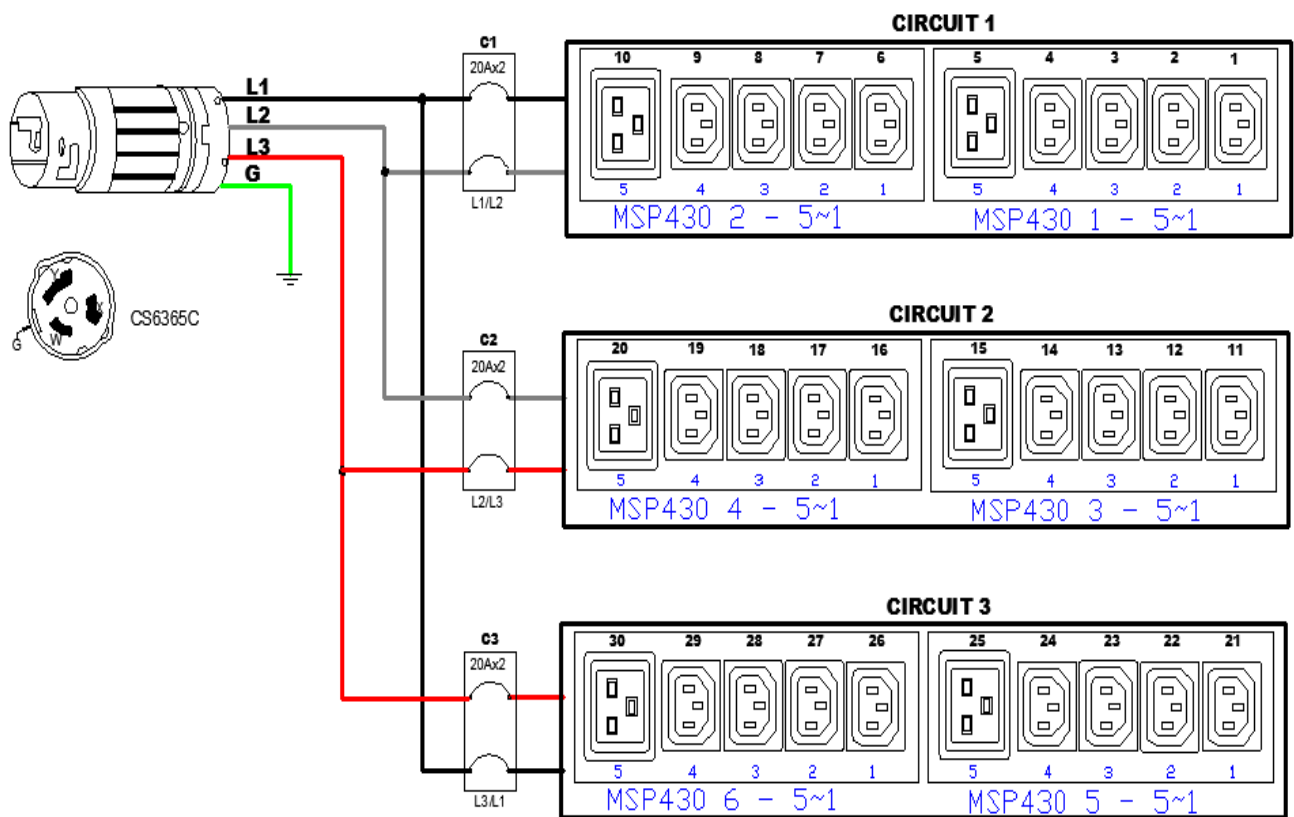 CIRCUIT 1
C1
20Ax2
L1/L2
10 9 8 7 6 5 4 3 2 1
5 4 3 2 1 5 4 3 2 1
MSP430 2 - 5~1 MSP430 1 - 5~1
L1
L2
L3
G
Y
X
W
G
CS6365C
CIRCUIT 2
C2
20Ax2
L2/L3
20 19 18 17 16 15 14 13 12 11
5 4 3 2 1 5 4 3 2 1
MSP430 4 - 5~1 MSP430 3 - 5~1
CIRCUIT 3
C3
20Ax2
L3/L1
30 29 28 27 26 25 24 23 22 21
5 4 3 2 1 5 4 3 2 1
MSP430 6 - 5~1 MSP430 5 - 5~1